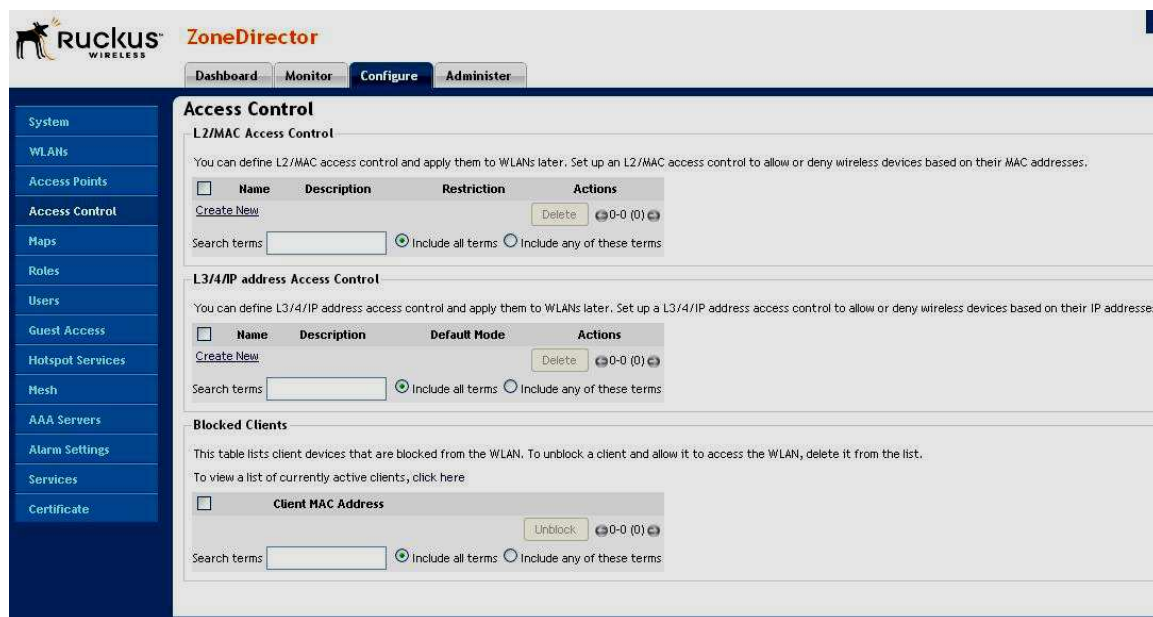 Ruckus
WIRELESS
ZoneDirector
Dashboard Monitor Configure Administer
System
WLANs
Access Points
Access Control
Maps
Roles
Users
Guest Access
Hotspot Services
Mesh
AAA Servers
Alarm Settings
Services
Certificate
Access Control
L2/MAC Access Control
You can define L2/MAC access control and apply them to WLANs later. Set up an L2/MAC access control to allow or deny wireless devices based on their MAC addresses.
Name Description Restriction Actions
Create New Delete 0-0 (0)
Search terms Include all terms Include any of these terms
L3/4/IP address Access Control
You can define L3/4/IP address access control and apply them to WLANs later. Set up a L3/4/IP address access control to allow or deny wireless devices based on their IP addresse
Name Description Default Mode Actions
Create New Delete 0-0 (0)
Search terms Include all terms Include any of these terms
Blocked Clients
This table lists client devices that are blocked from the WLAN. To unblock a client and allow it to access the WLAN, delete it from the list.
To view a list of currently active clients, click here
Client MAC Address
Unblock 0-0 (0)
Search terms Include all terms Include any of these terms